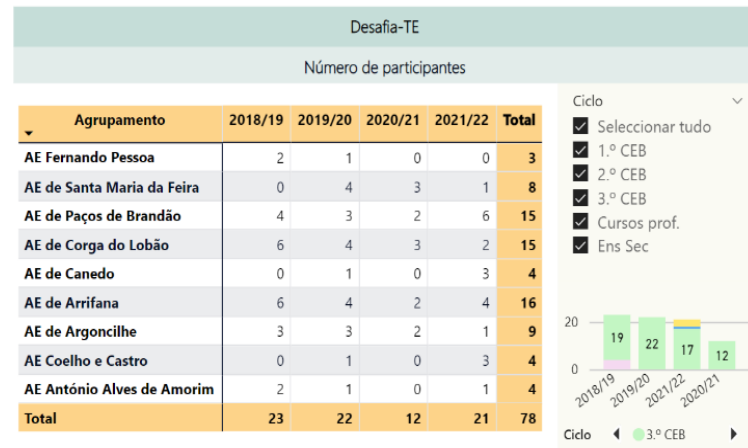 Desafia-TE
Número de participantes
Agrupamento 2018/19 2019/20 2020/21 2021/22 Total
AE Fernando Pessoa 2 1 0 0 3
AE de Santa Maria da Feira 0 4 3 1 8
AE de Paços de Brandão 4 3 2 6 15
AE de Corga do Lobão 6 4 3 2 15
AE de Canedo 0 1 0 3 4
AE de Arrifana 6 4 2 4 16
AE de Argoncilhe 3 3 2 1 9
AE Coelho e Castro 0 1 0 3 4
AE António Alves de Amorim 2 1 0 1 4
Total 23 22 12 21 78
Ciclo
Seleccionar tudo
1.º CEB
2.º CEB
3.º CEB
Cursos prof.
Ens Sec
20
19 22 17 12
0
2018/19 2019/20 2021/22 2020/21
Ciclo 3.º CEB